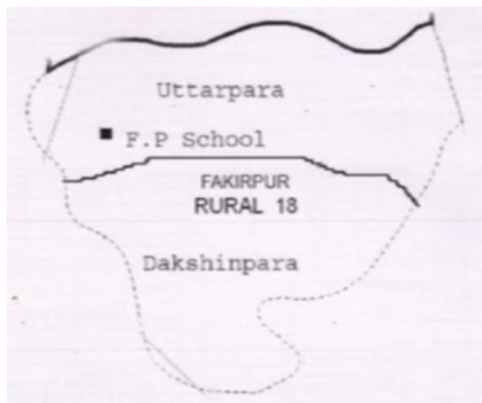 Uttarpara
F.P School
FAKIRPUR
RURAL 18
Dakshinpara